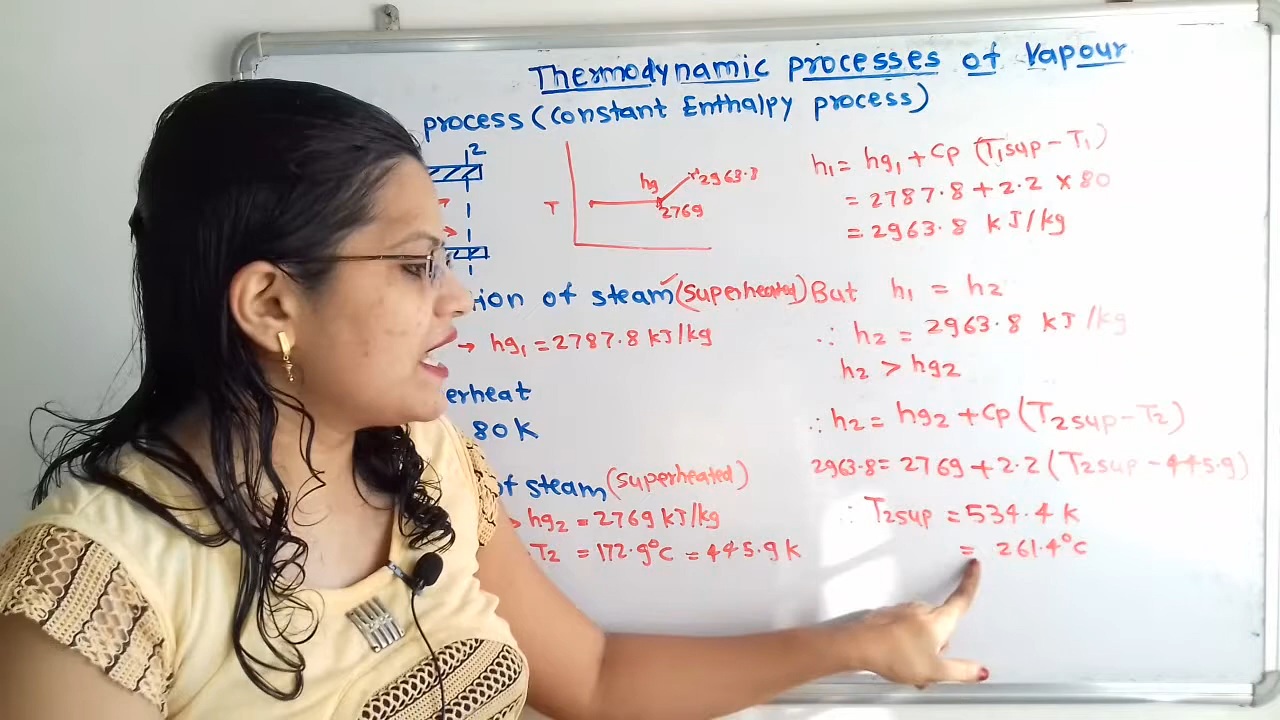 Thermodynamic processes of Vapour
process (Constant Enthalpy process)
2
T
hg
2963.8
2769
h1 = hg1 + Cp (T1sup - T1)
= 2787.8 + 2.2 × 80
= 2963.8 kJ/kg
of steam (Superheated)
→ hg1 = 2787.8 kJ/kg
80K
of steam (superheated)
hg2 = 2769 kJ/kg
T2 = 172.9°C = 445.9 K
But h1 = h2
∴ h2 = 2963.8 kJ/kg
h2 > hg2
∴ h2 = hg2 + Cp (T2sup - T2)
2963.8 = 2769 + 2.2 (T2sup - 445.9)
∴ T2sup = 534.4 K
= 261.4°C